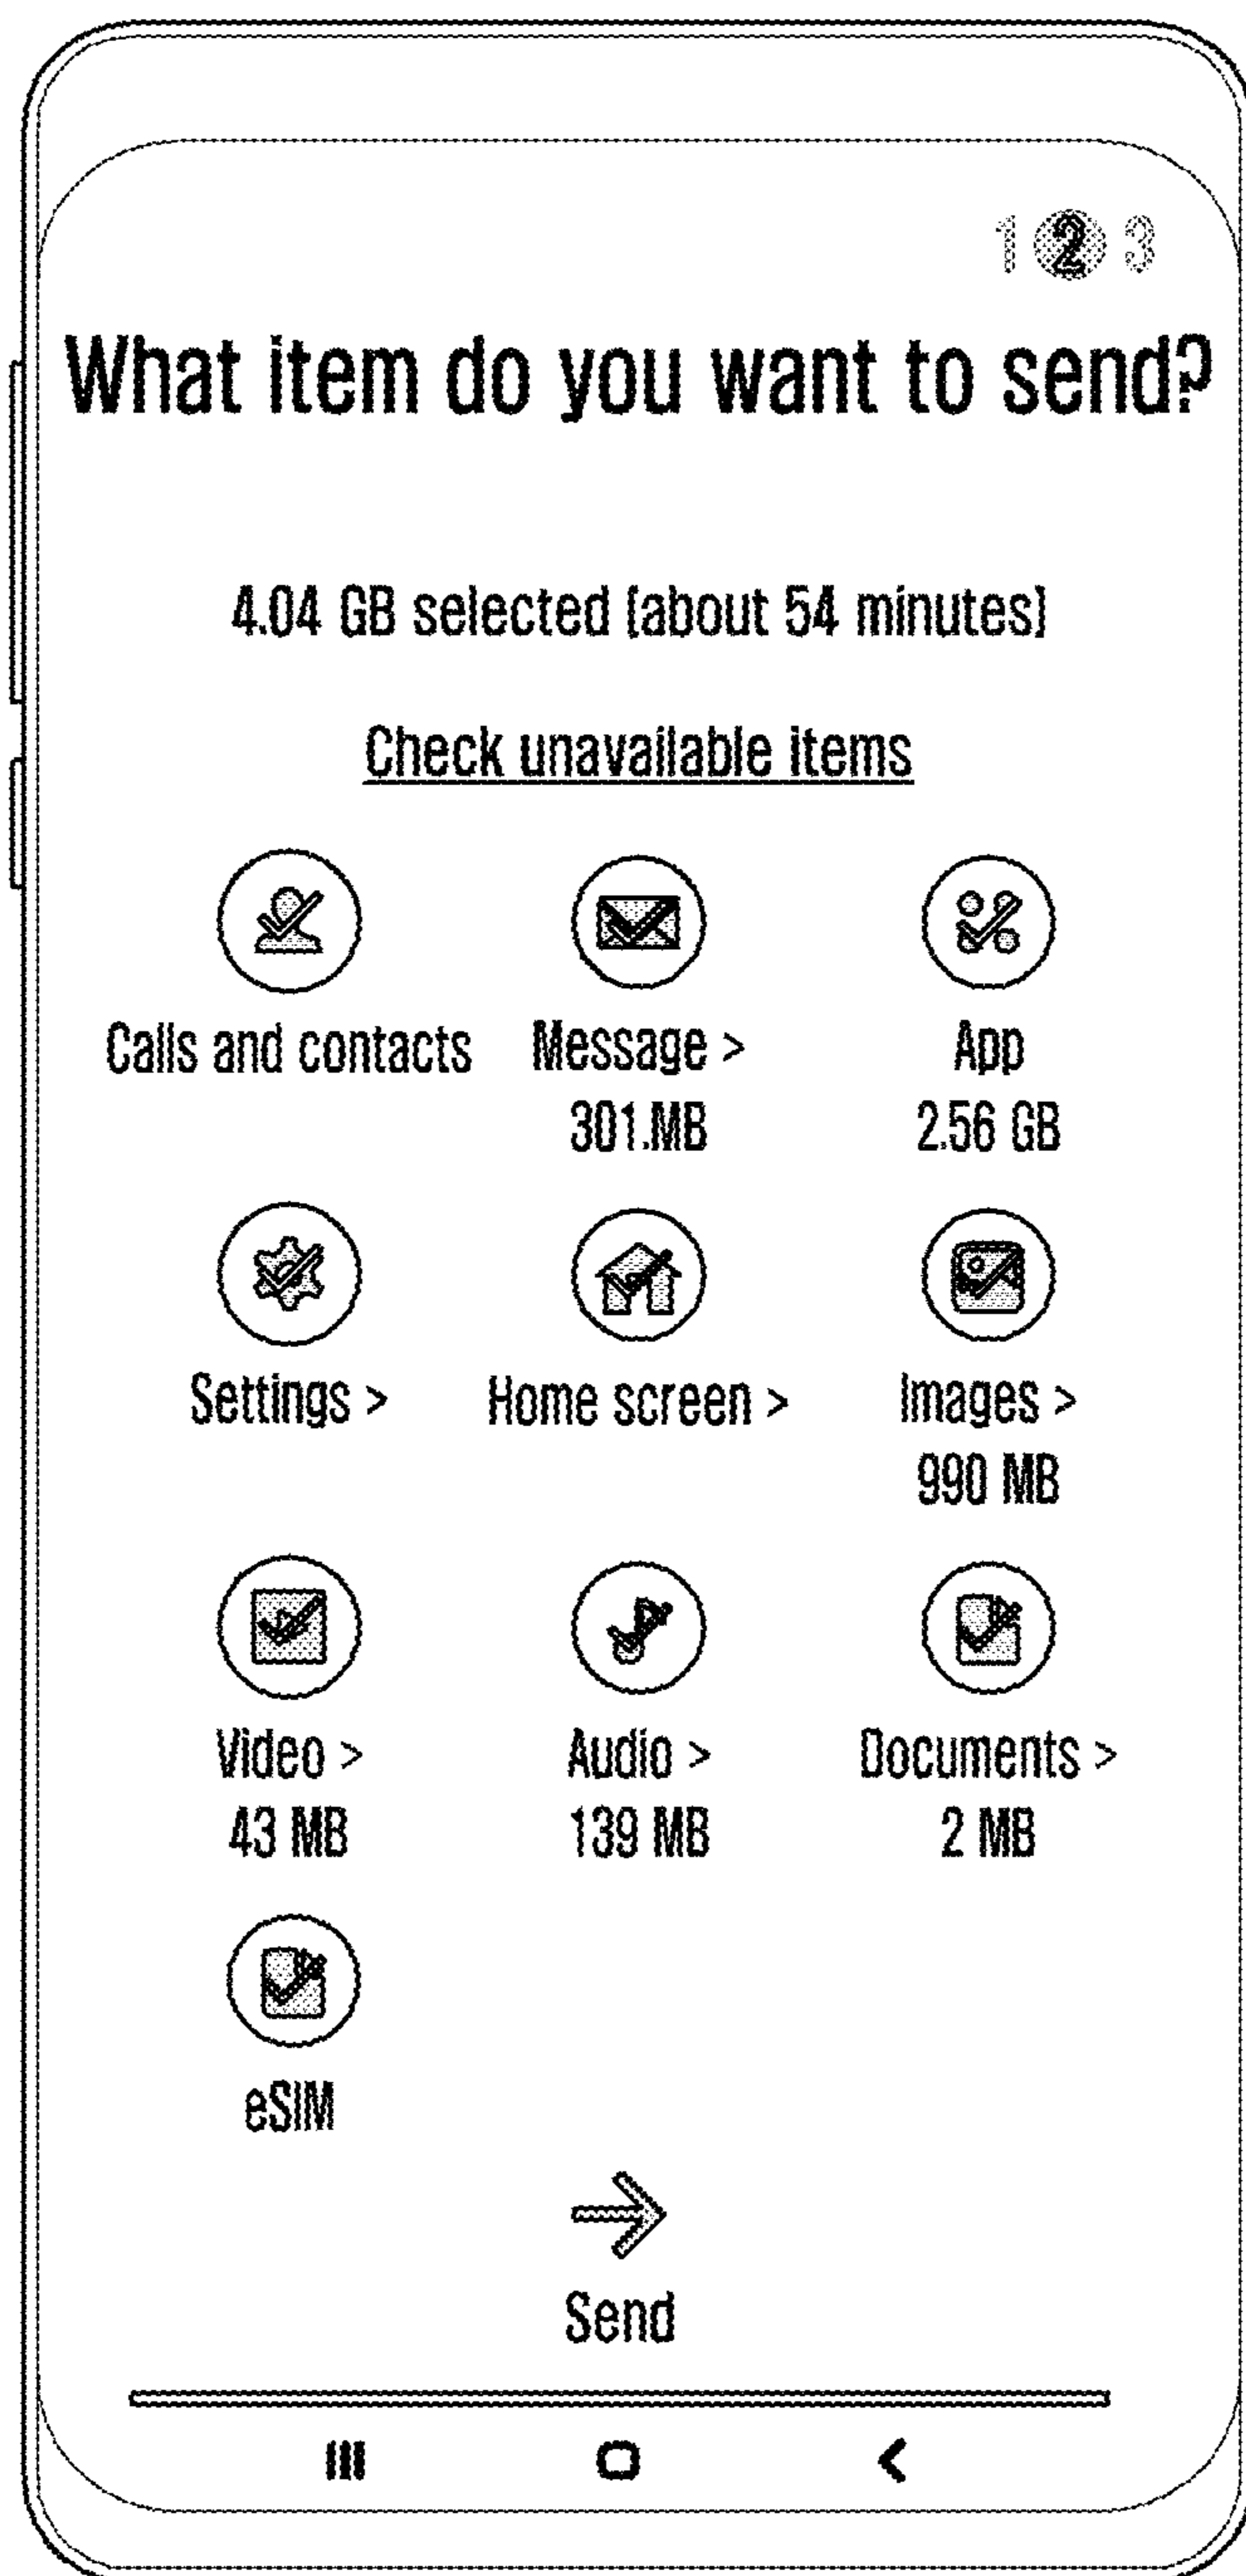 1 2 3
What item do you want to send?
4.04 GB selected (about 54 minutes)
Check unavailable items
Calls and contacts
Message >
301.MB
App
2.56 GB
Settings >
Home screen >
Images >
990 MB
Video >
43 MB
Audio >
139 MB
Documents >
2 MB
eSIM
Send